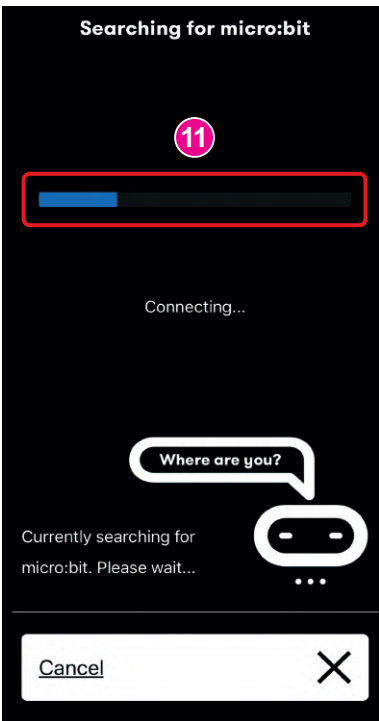 Searching for micro:bit
11
Connecting...
Where are you?
Currently searching for
micro:bit. Please wait...
Cancel